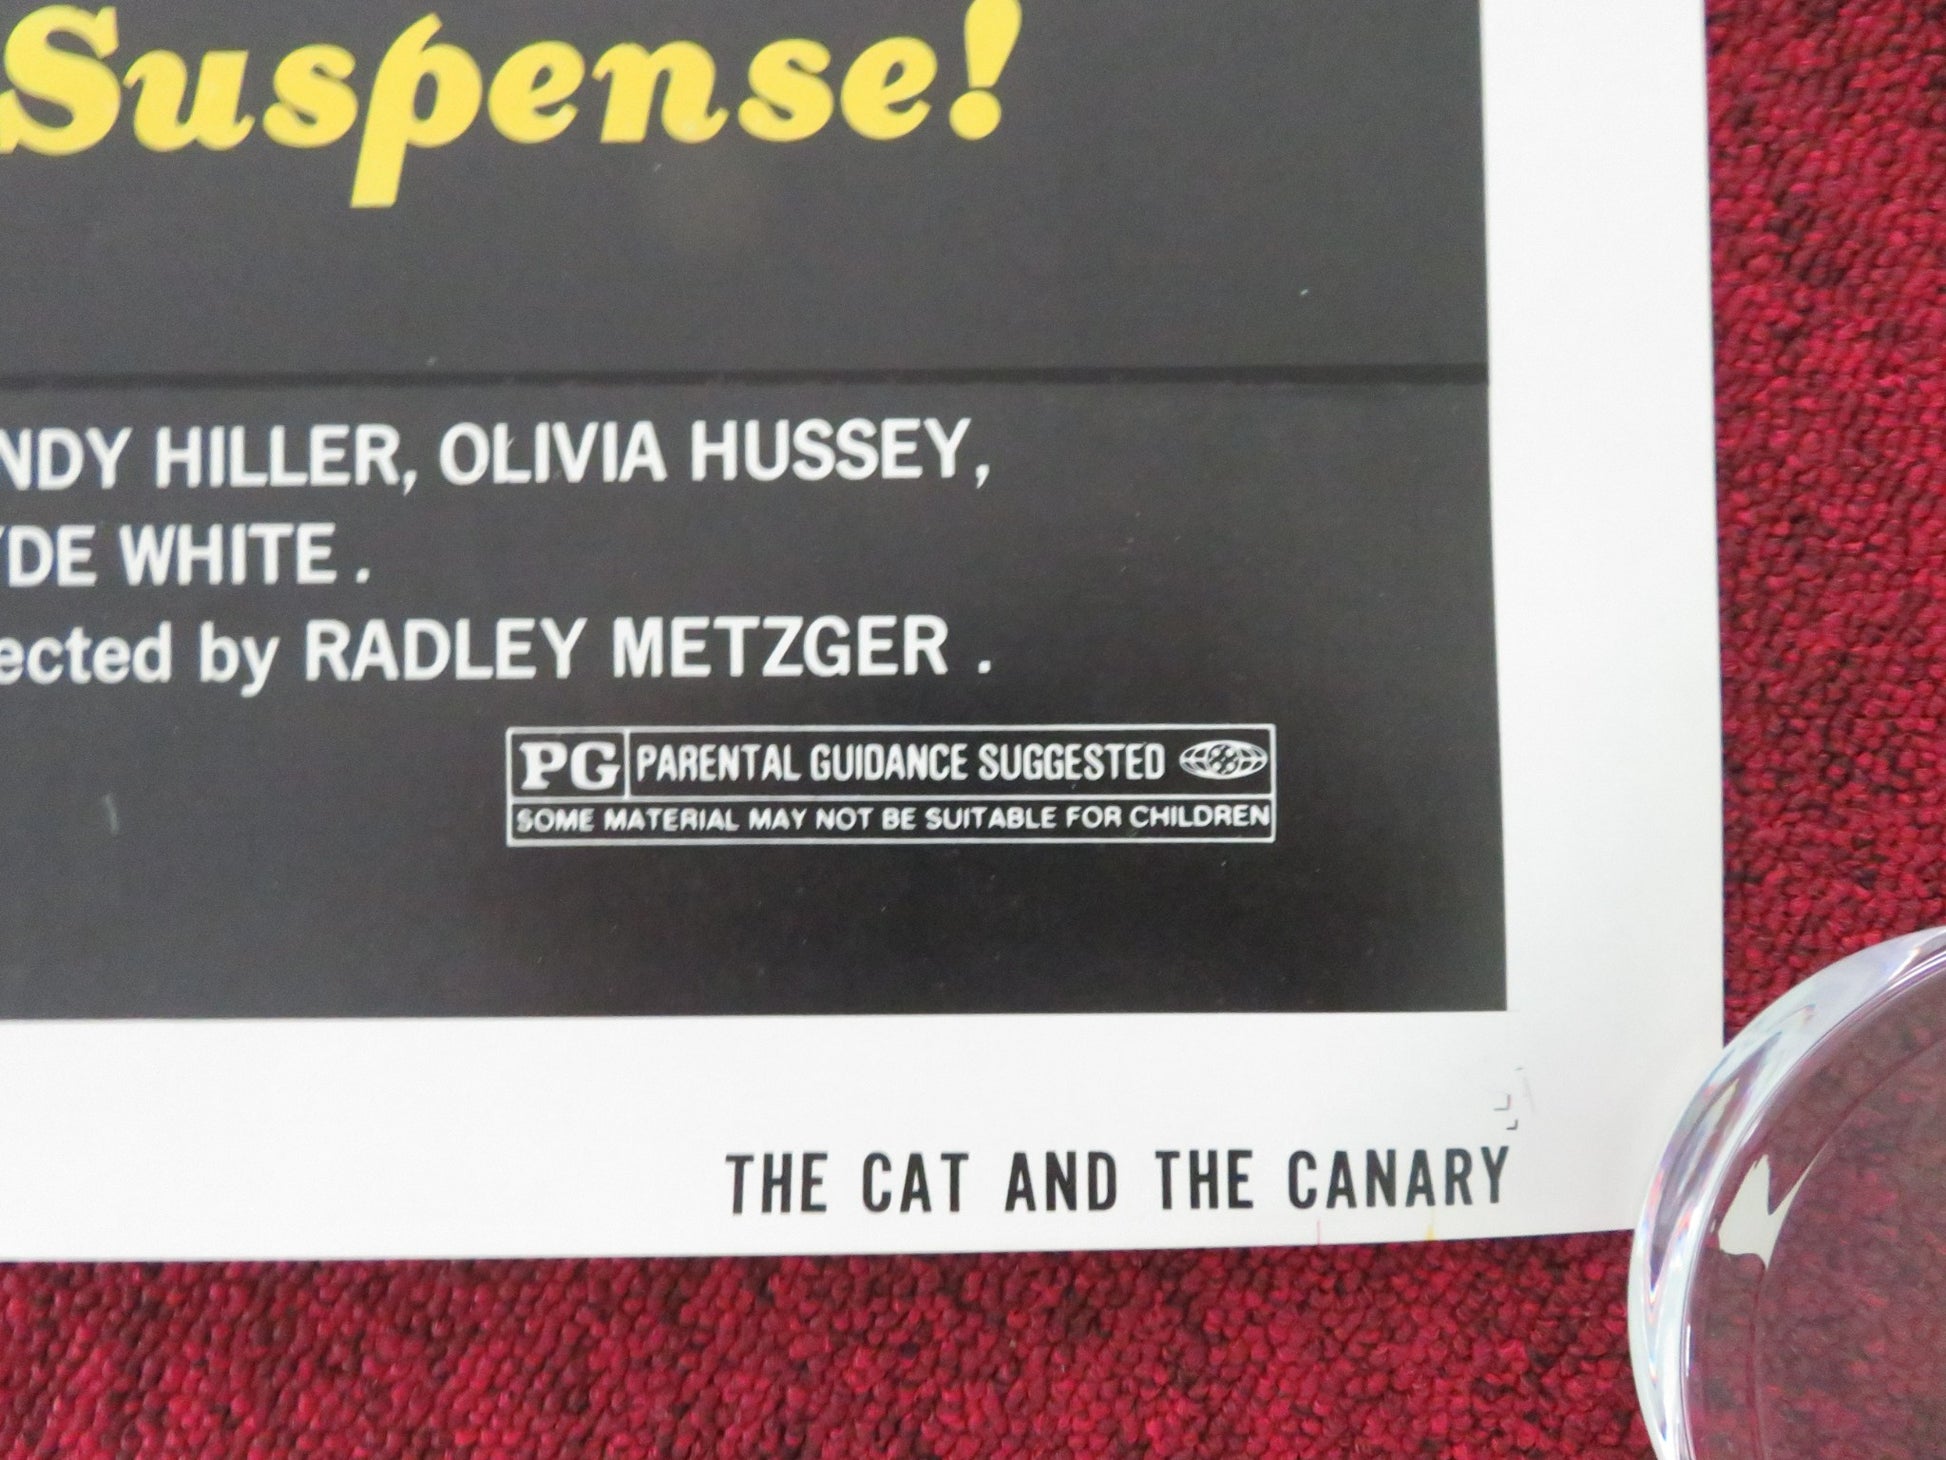 Suspense!
NDY HILLER, OLIVIA HUSSEY,
YDE WHITE .
ected by RADLEY METZGER .
PG PARENTAL GUIDANCE SUGGESTED
SOME MATERIAL MAY NOT BE SUITABLE FOR CHILDREN
THE CAT AND THE CANARY